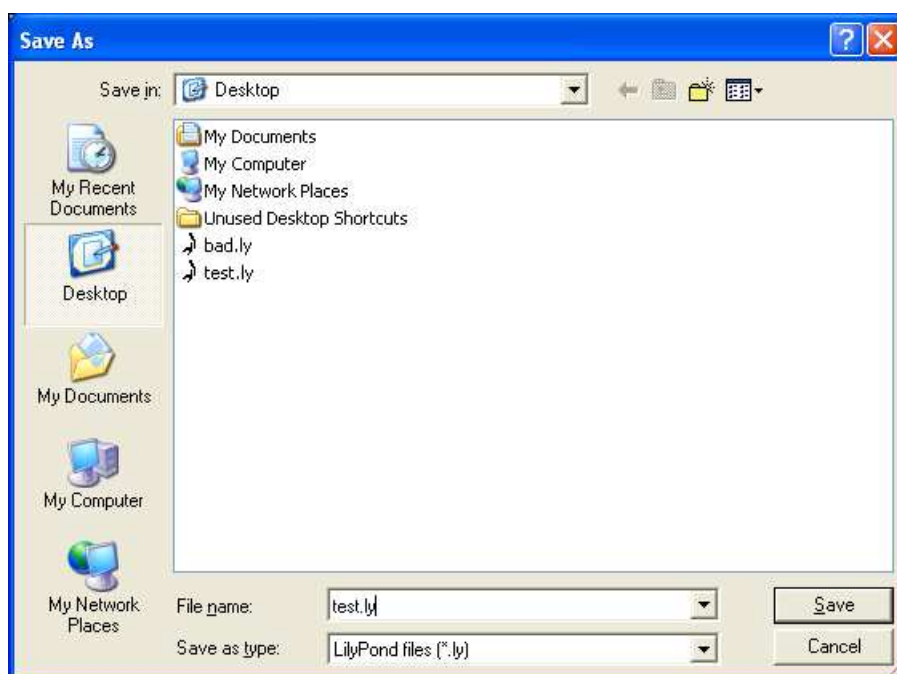 Save As
Save in:
Desktop
My Recent
Documents
Desktop
My Documents
My Computer
My Network
Places
My Documents
My Computer
My Network Places
Unused Desktop Shortcuts
bad.ly
test.ly
File name:
test.ly
Save
Save as type:
LilyPond files (*.ly)
Cancel